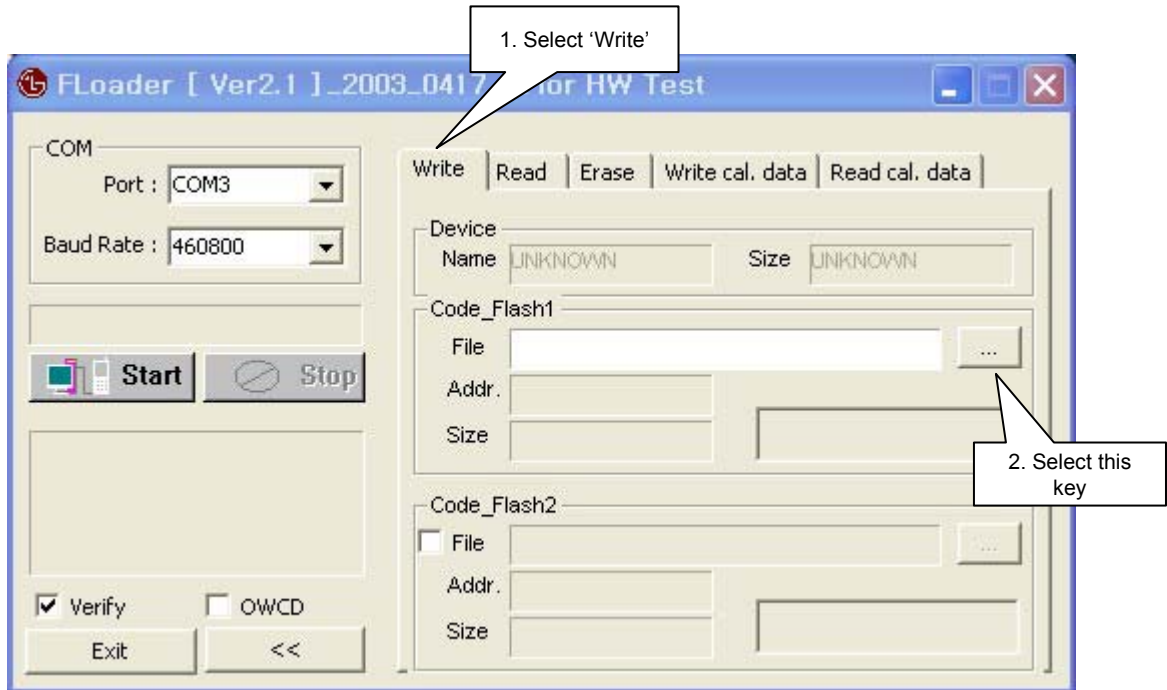 1. Select ‘Write’
FLoader [ Ver2.1 ]_2003_0417 for HW Test
COM
Port : COM3
Baud Rate : 460800
Start
Stop
Verify
OWCD
Exit
<<
Write
Read
Erase
Write cal. data
Read cal. data
Device
Name UNKNOWN Size UNKNOWN
Code_Flash1
File
...
Addr.
Size
2. Select this
key
Code_Flash2
File
...
Addr.
Size